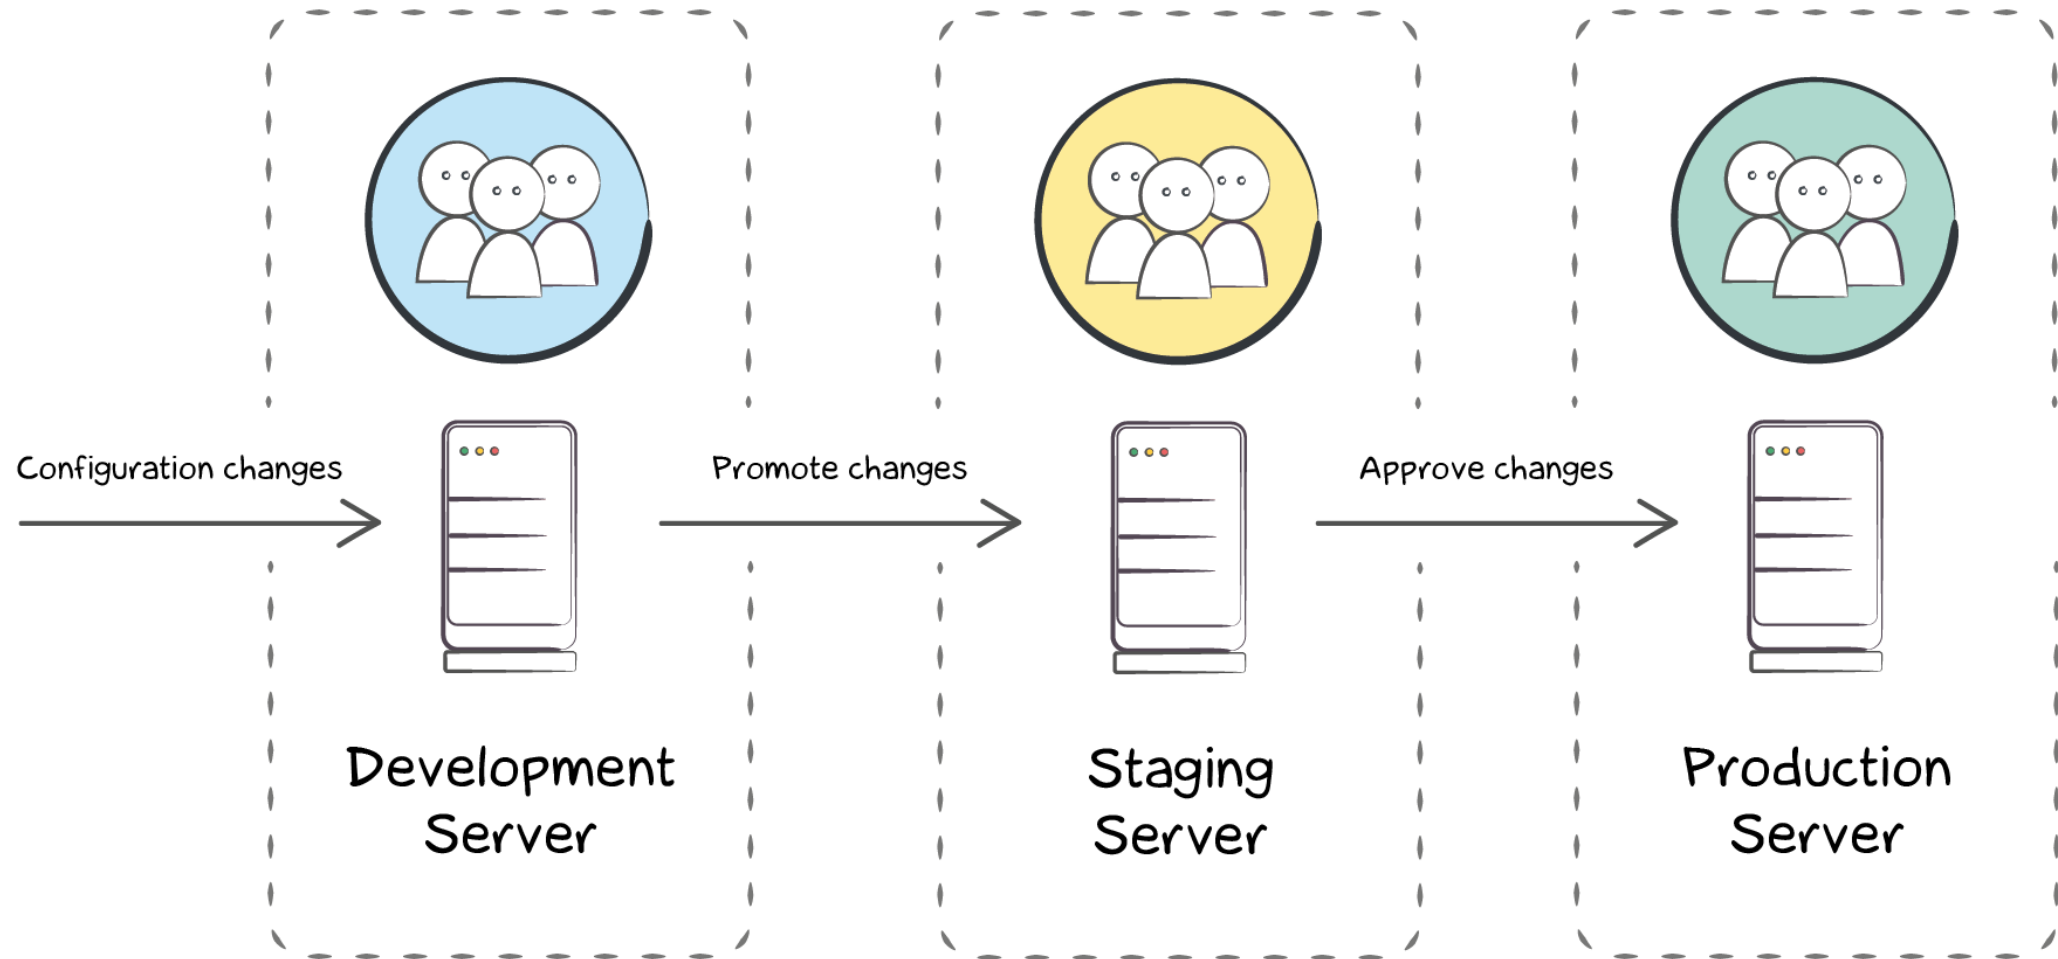 Configuration changes
Promote changes
Approve changes
Development
Server
Staging
Server
Production
Server